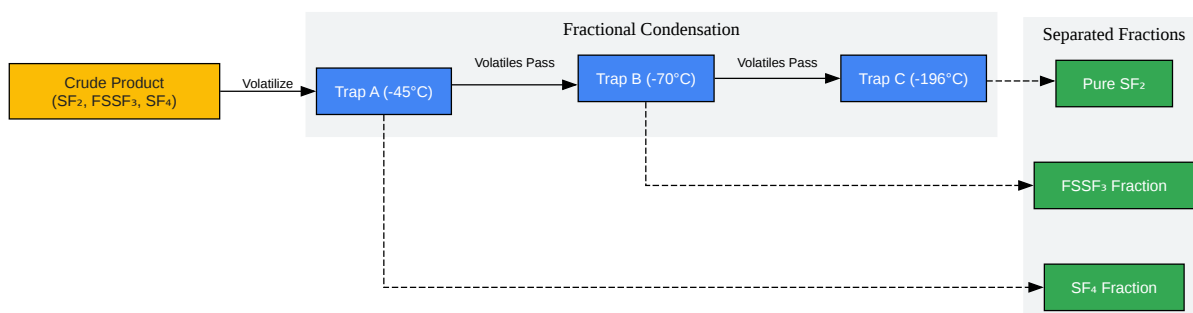 Fractional Condensation
Separated Fractions
Crude Product
(SF₂, FSSF₃, SF₄)
Volatilize
Trap A (-45°C)
Volatiles Pass
Trap B (-70°C)
Volatiles Pass
Trap C (-196°C)
Pure SF₂
FSSF₃ Fraction
SF₄ Fraction